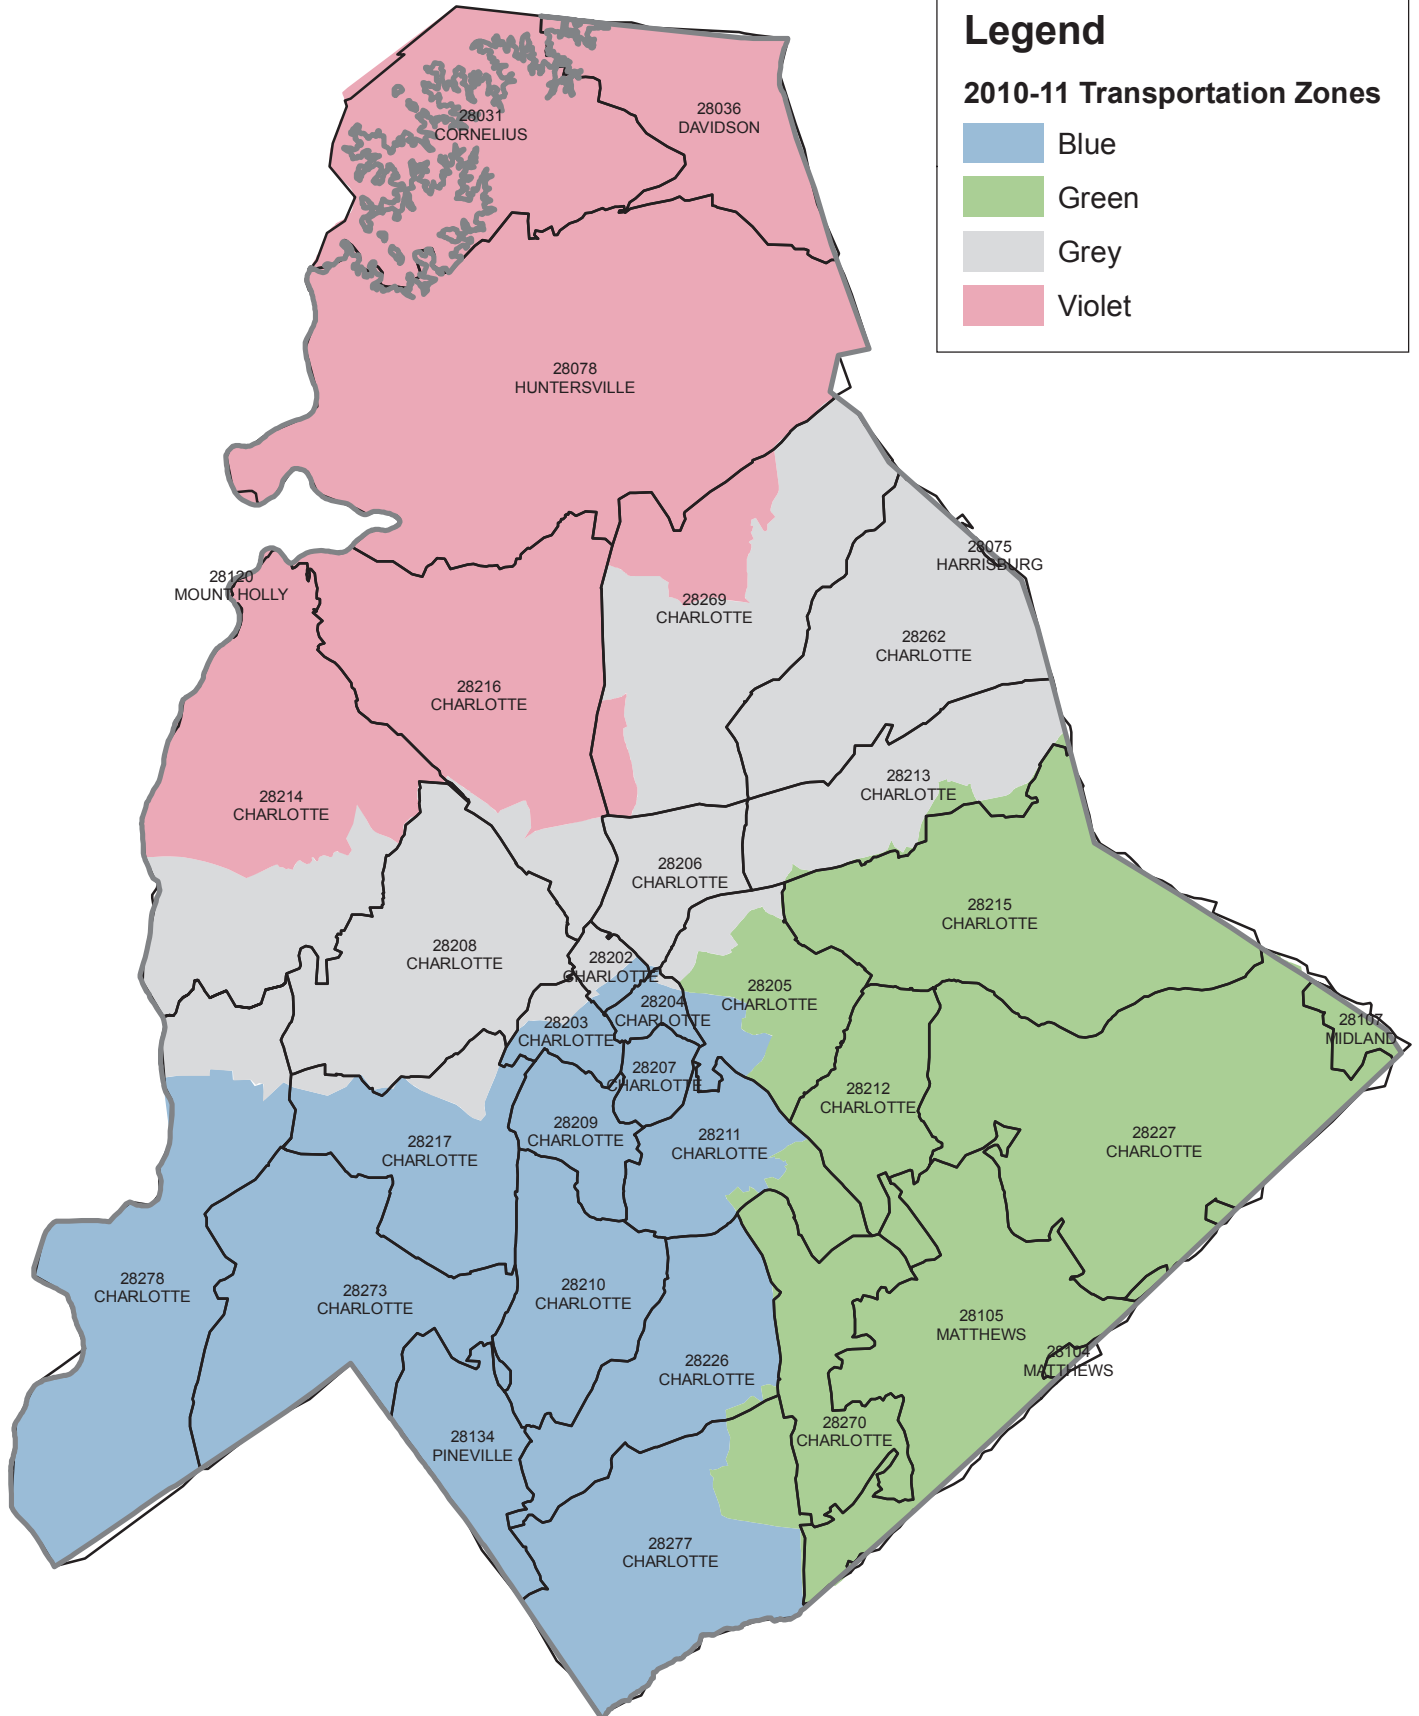 Legend
2010-11 Transportation Zones
Blue
Green
Grey
Violet
28031
CORNELIUS
28036
DAVIDSON
28078
HUNTERSVILLE
28075
HARRISBURG
28120
MOUNT HOLLY
28269
CHARLOTTE
28262
CHARLOTTE
28216
CHARLOTTE
28213
CHARLOTTE
28214
CHARLOTTE
28206
CHARLOTTE
28215
CHARLOTTE
28208
CHARLOTTE
28202
CHARLOTTE
28205
CHARLOTTE
28204
CHARLOTTE
28203
CHARLOTTE
28107
MIDLAND
28207
CHARLOTTE
28212
CHARLOTTE
28209
CHARLOTTE
28211
CHARLOTTE
28227
CHARLOTTE
28217
CHARLOTTE
28278
CHARLOTTE
28273
CHARLOTTE
28210
CHARLOTTE
28105
MATTHEWS
28104
MATTHEWS
28226
CHARLOTTE
28270
CHARLOTTE
28134
PINEVILLE
28277
CHARLOTTE